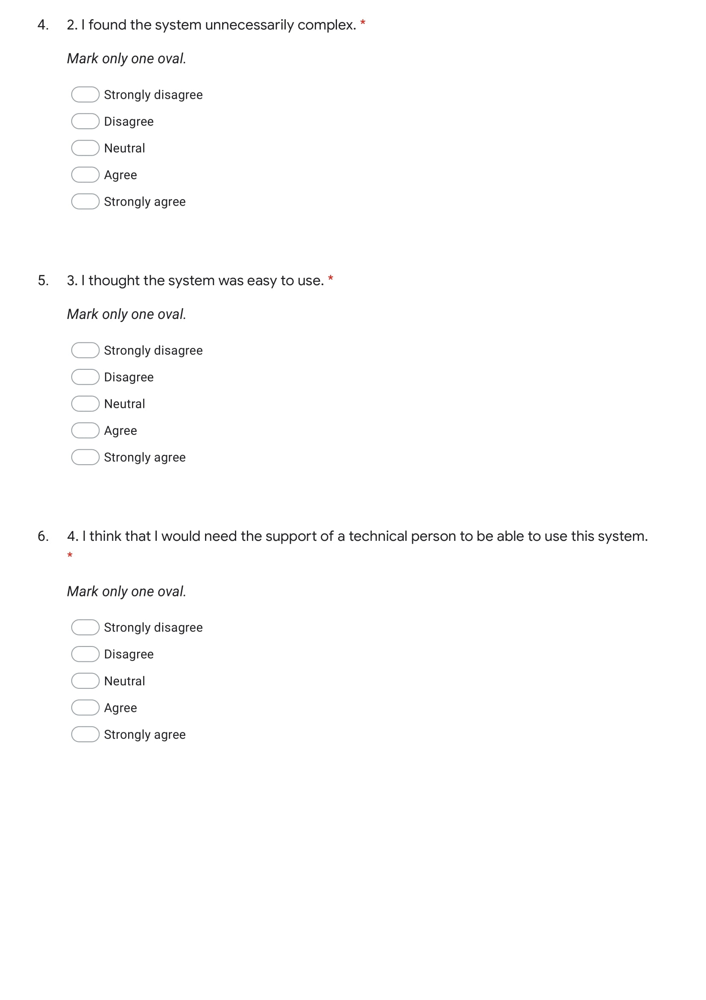 4. 2. I found the system unnecessarily complex. *
Mark only one oval.
Strongly disagree
Disagree
Neutral
Agree
Strongly agree
5. 3. I thought the system was easy to use. *
Mark only one oval.
Strongly disagree
Disagree
Neutral
Agree
Strongly agree
6. 4. I think that I would need the support of a technical person to be able to use this system.
*
Mark only one oval.
Strongly disagree
Disagree
Neutral
Agree
Strongly agree